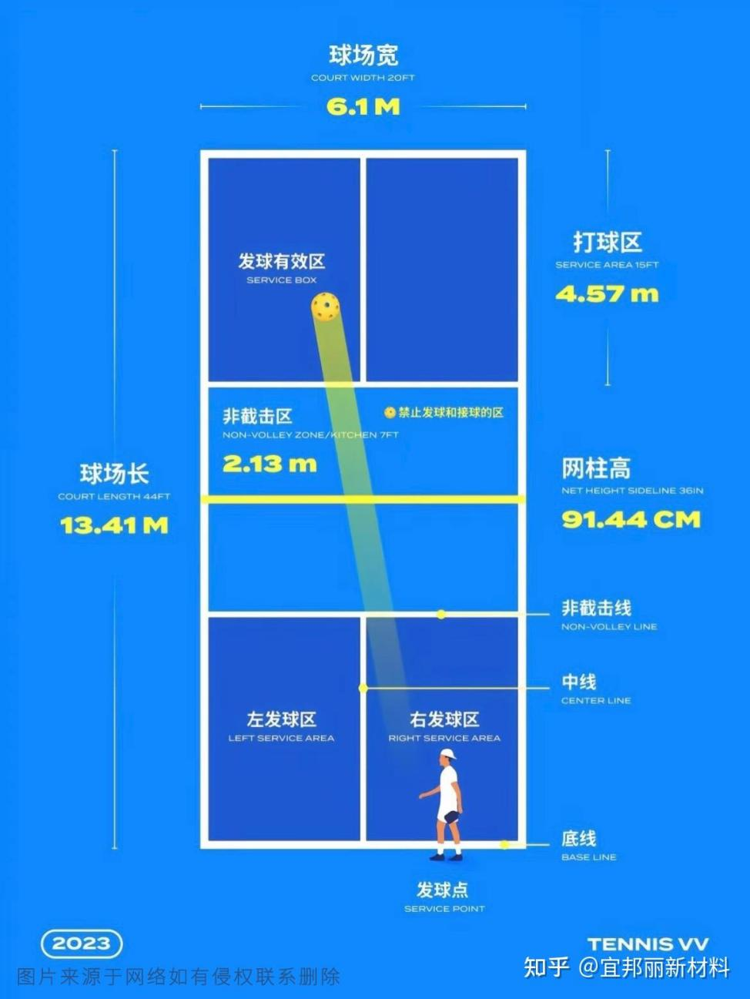 球场宽
COURT WIDTH 20FT
6.1 M
发球有效区
SERVICE BOX
打球区
SERVICE AREA 15FT
4.57 m
非截击区
NON-VOLLEY ZONE/KITCHEN 7FT
2.13 m
禁止发球和接球的区
球场长
COURT LENGTH 44FT
13.41 M
网柱高
NET HEIGHT SIDELINE 36IN
91.44 CM
非截击线
NON-VOLLEY LINE
中线
CENTER LINE
左发球区
LEFT SERVICE AREA
右发球区
RIGHT SERVICE AREA
底线
BASE LINE
发球点
SERVICE POINT
2023
TENNIS VV
图片来源于网络如有侵权联系删除
知乎 @宜邦丽新材料